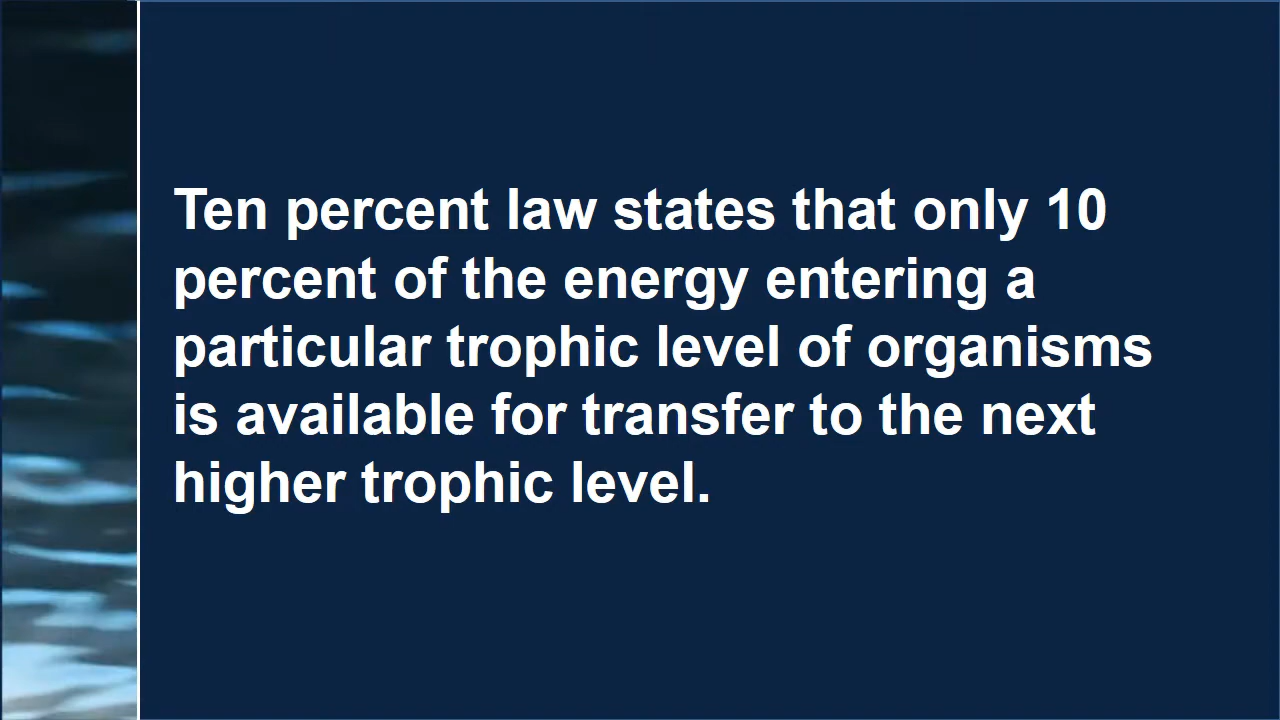 Ten percent law states that only 10
percent of the energy entering a
particular trophic level of organisms
is available for transfer to the next
higher trophic level.